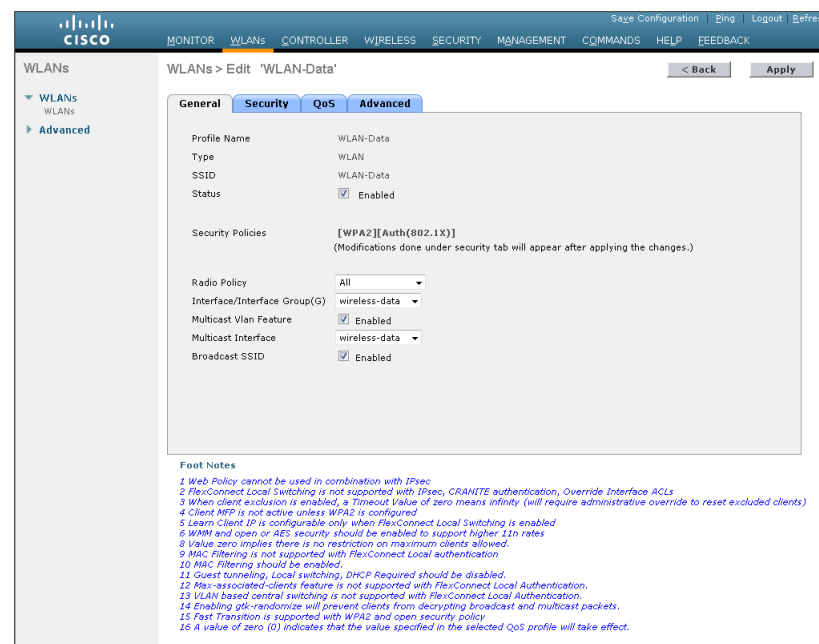 Save Configuration | Ping | Logout | Refre
CISCO
MONITOR WLANs CONTROLLER WIRELESS SECURITY MANAGEMENT COMMANDS HELP FEEDBACK
WLANs
WLANs > Edit 'WLAN-Data'
< Back
Apply
WLANs
WLANs
Advanced
General Security QoS Advanced
Profile Name WLAN-Data
Type WLAN
SSID WLAN-Data
Status Enabled
Security Policies [WPA2][Auth(802.1X)]
(Modifications done under security tab will appear after applying the changes.)
Radio Policy All
Interface/Interface Group(G) wireless-data
Multicast Vlan Feature Enabled
Multicast Interface wireless-data
Broadcast SSID Enabled
Foot Notes
1 Web Policy cannot be used in combination with IPsec
2 FlexConnect Local Switching is not supported with IPsec, CRANITE authentication, Override Interface ACLs
3 When client exclusion is enabled, a Timeout Value of zero means infinity (will require administrative override to reset excluded clients)
4 Client MFP is not active unless WPA2 is configured
5 Learn Client IP is configurable only when FlexConnect Local Switching is enabled
6 WMM and open or AES security should be enabled to support higher 11n rates
8 Value zero implies there is no restriction on maximum clients allowed.
9 MAC Filtering is not supported with FlexConnect Local authentication
10 MAC Filtering should be enabled.
11 Guest tunneling, Local switching, DHCP Required should be disabled.
12 Max-associated-clients feature is not supported with FlexConnect Local Authentication.
13 VLAN based central switching is not supported with FlexConnect Local Authentication.
14 Enabling gtk-randomize will prevent clients from decrypting broadcast and multicast packets.
15 Fast Transition is supported with WPA2 and open security policy
16 A value of zero (0) indicates that the value specified in the selected QoS profile will take effect.